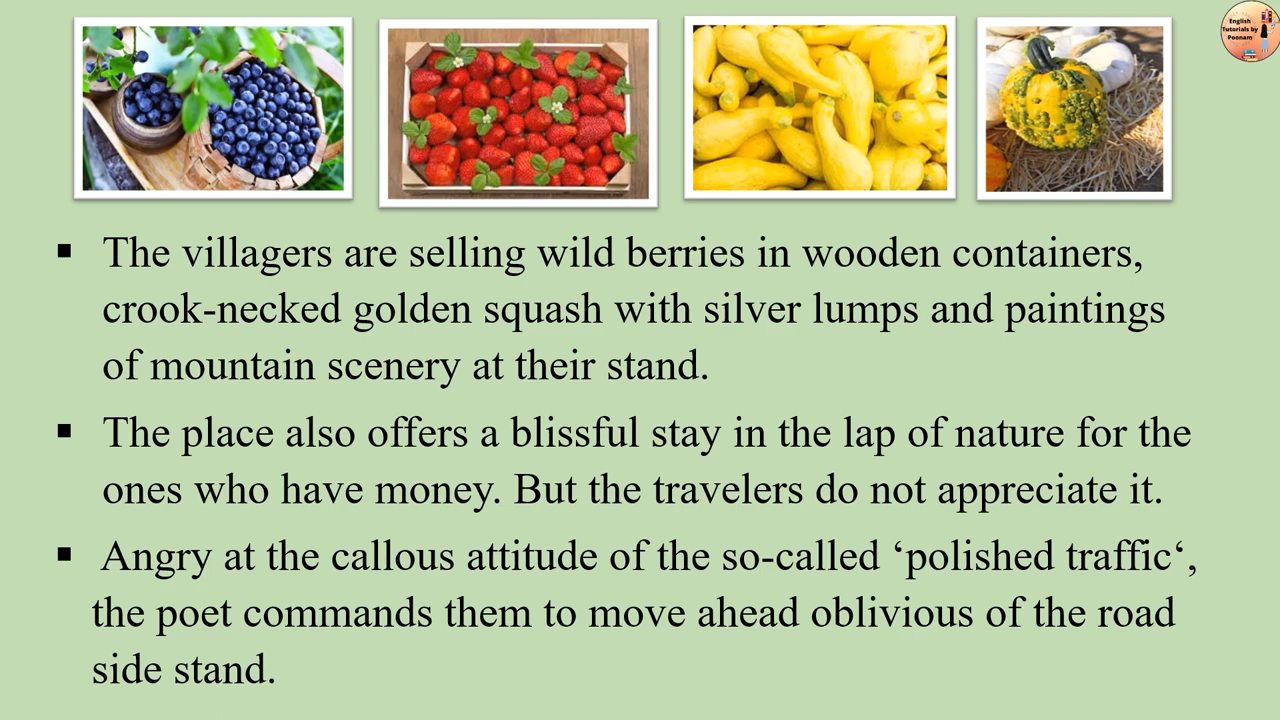 English
Tutorials by
Poonam
▪ The villagers are selling wild berries in wooden containers,
crook-necked golden squash with silver lumps and paintings
of mountain scenery at their stand.
▪ The place also offers a blissful stay in the lap of nature for the
ones who have money. But the travelers do not appreciate it.
▪ Angry at the callous attitude of the so-called ‘polished traffic‘,
the poet commands them to move ahead oblivious of the road
side stand.